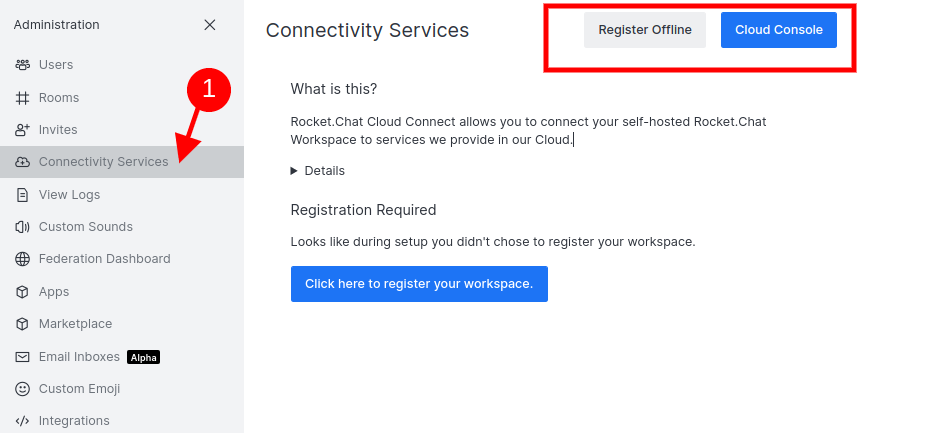 Administration
Users
Rooms
Invites
1
Connectivity Services
View Logs
Custom Sounds
Federation Dashboard
Apps
Marketplace
Email Inboxes Alpha
Custom Emoji
Integrations
Connectivity Services
Register Offline
Cloud Console
What is this?
Rocket.Chat Cloud Connect allows you to connect your self-hosted Rocket.Chat
Workspace to services we provide in our Cloud.
Details
Registration Required
Looks like during setup you didn't chose to register your workspace.
Click here to register your workspace.